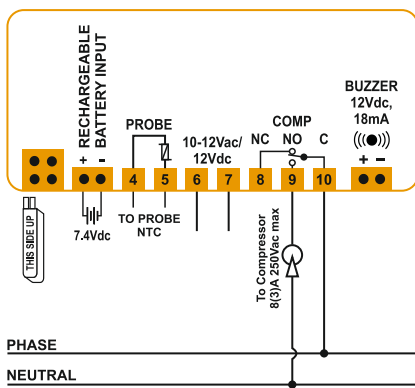 RECHARGEABLE
BATTERY INPUT
+ -
PROBE
10-12Vac/
12Vdc
COMP
NC NO C
BUZZER
12Vdc,
18mA
+ -
4 5 6 7 8 9 10
THIS SIDE UP
7.4Vdc
TO PROBE
NTC
To Compressor
8(3)A 250Vac max
PHASE
NEUTRAL